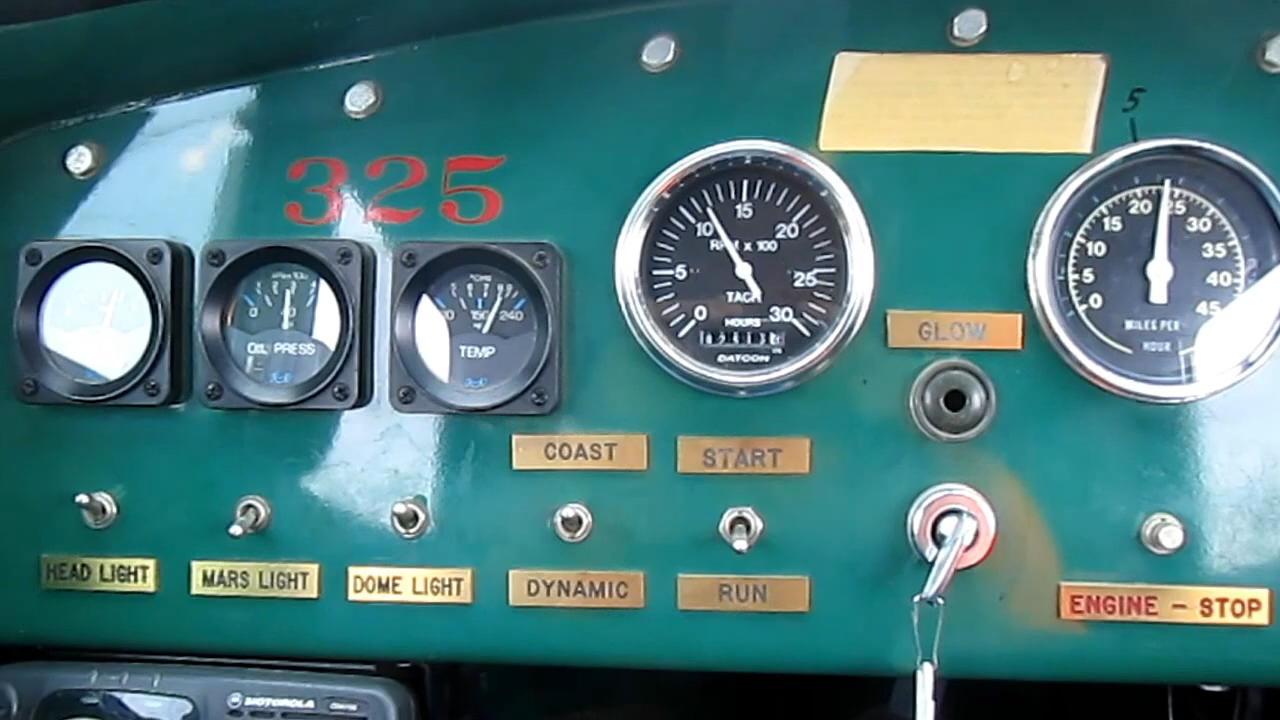 5
325
20 25
15 30
10 35
5 40
0 45
MILES PER
HOUR
15
10 20
RPM x 100
5 25
TACH
0 30
HOURS
DATCON
OIL PRESS
240
TEMP
GLOW
COAST
START
HEAD LIGHT
MARS LIGHT
DOME LIGHT
DYNAMIC
RUN
ENGINE - STOP
MOTOROLA